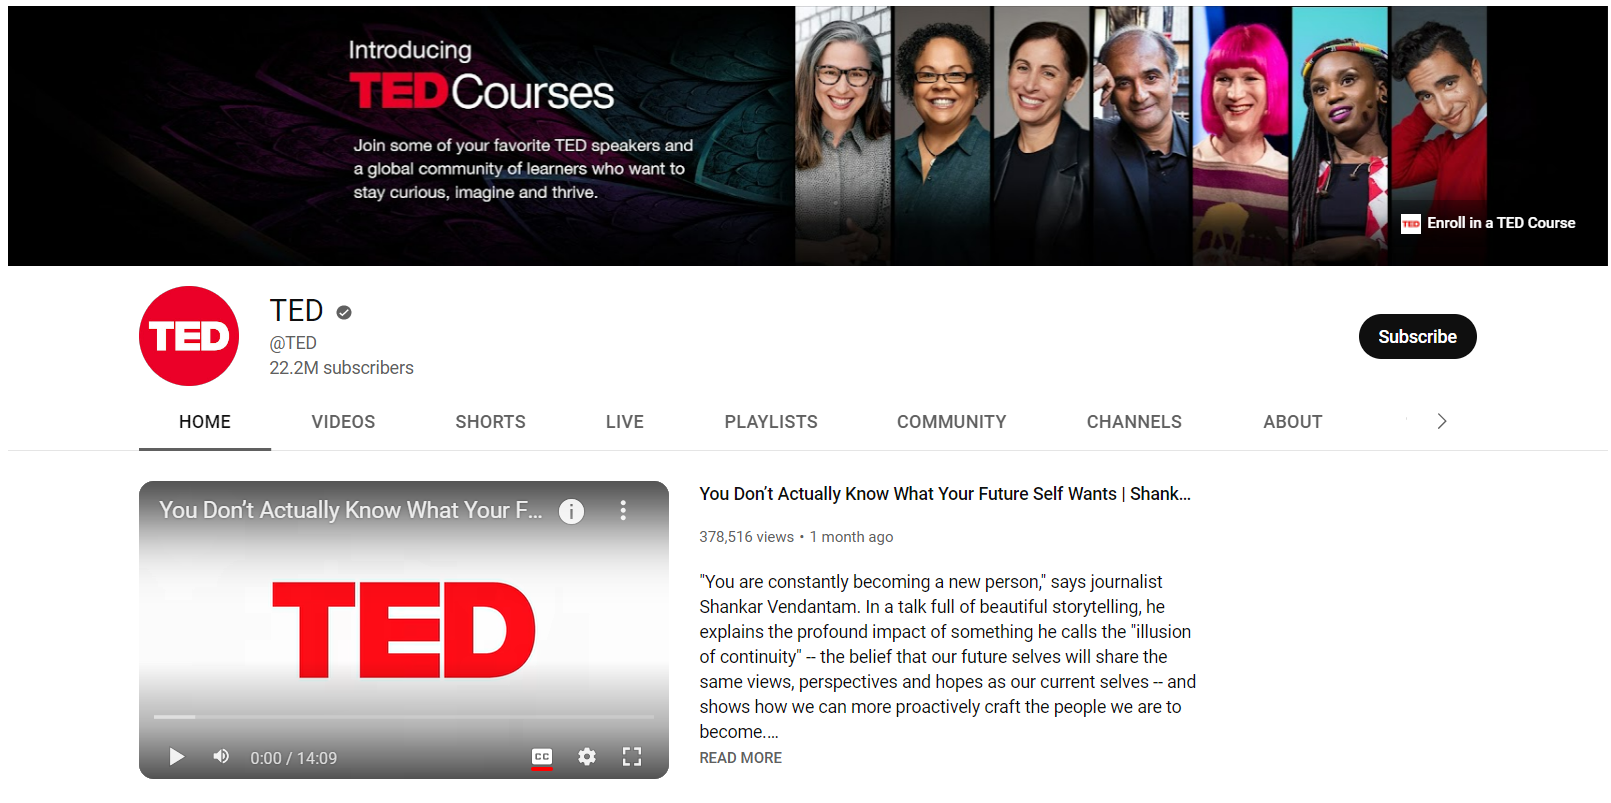 Introducing
TED Courses
Join some of your favorite TED speakers and
a global community of learners who want to
stay curious, imagine and thrive.
TED Enroll in a TED Course
TED
TED
@TED
22.2M subscribers
Subscribe
HOME VIDEOS SHORTS LIVE PLAYLISTS COMMUNITY CHANNELS ABOUT
You Don’t Actually Know What Your F...
TED
0:00 / 14:09
CC
You Don’t Actually Know What Your Future Self Wants | Shank...
378,516 views • 1 month ago
"You are constantly becoming a new person," says journalist
Shankar Vendantam. In a talk full of beautiful storytelling, he
explains the profound impact of something he calls the "illusion
of continuity" -- the belief that our future selves will share the
same views, perspectives and hopes as our current selves -- and
shows how we can more proactively craft the people we are to
become....
READ MORE